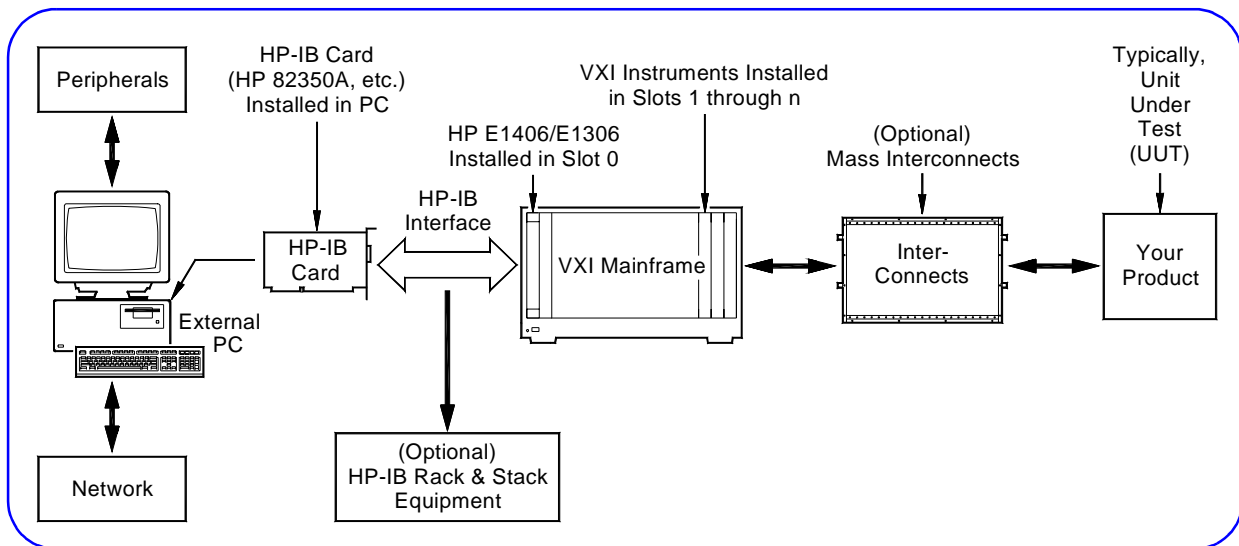 Peripherals
HP-IB Card
(HP 82350A, etc.)
Installed in PC
VXI Instruments Installed
in Slots 1 through n
Typically,
Unit
Under
Test
(UUT)
HP E1406/E1306
Installed in Slot 0
(Optional)
Mass Interconnects
HP-IB
Interface
HP-IB
Card
VXI Mainframe
Inter-
Connects
Your
Product
External
PC
(Optional)
HP-IB Rack & Stack
Equipment
Network